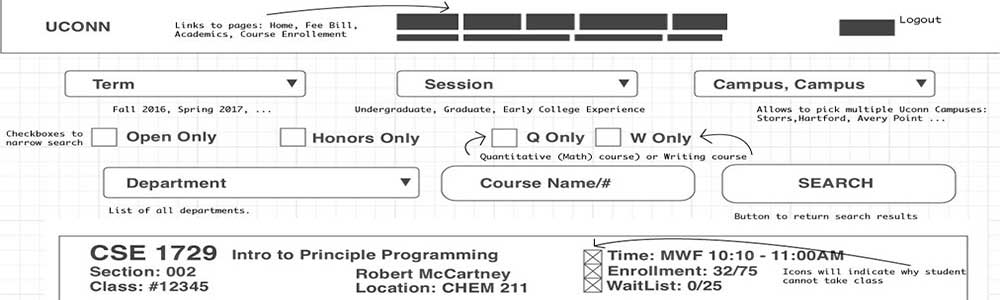 UCONN
Links to pages: Home, Fee Bill,
Academics, Course Enrollement
Logout
Term
Session
Campus, Campus
Fall 2016, Spring 2017, ...
Undergraduate, Graduate, Early College Experience
Allows to pick multiple Uconn Campuses:
Storrs,Hartford, Avery Point ...
Checkboxes to
narrow search
Open Only
Honors Only
Q Only
W Only
Quantitative (Math) course) or Writing course
Department
Course Name/#
SEARCH
List of all departments.
Button to return search results
CSE 1729 Intro to Principle Programming
Section: 002
Class: #12345
Robert McCartney
Location: CHEM 211
Time: MWF 10:10 - 11:00AM
Enrollment: 32/75
WaitList: 0/25
Icons will indicate why student
cannot take class